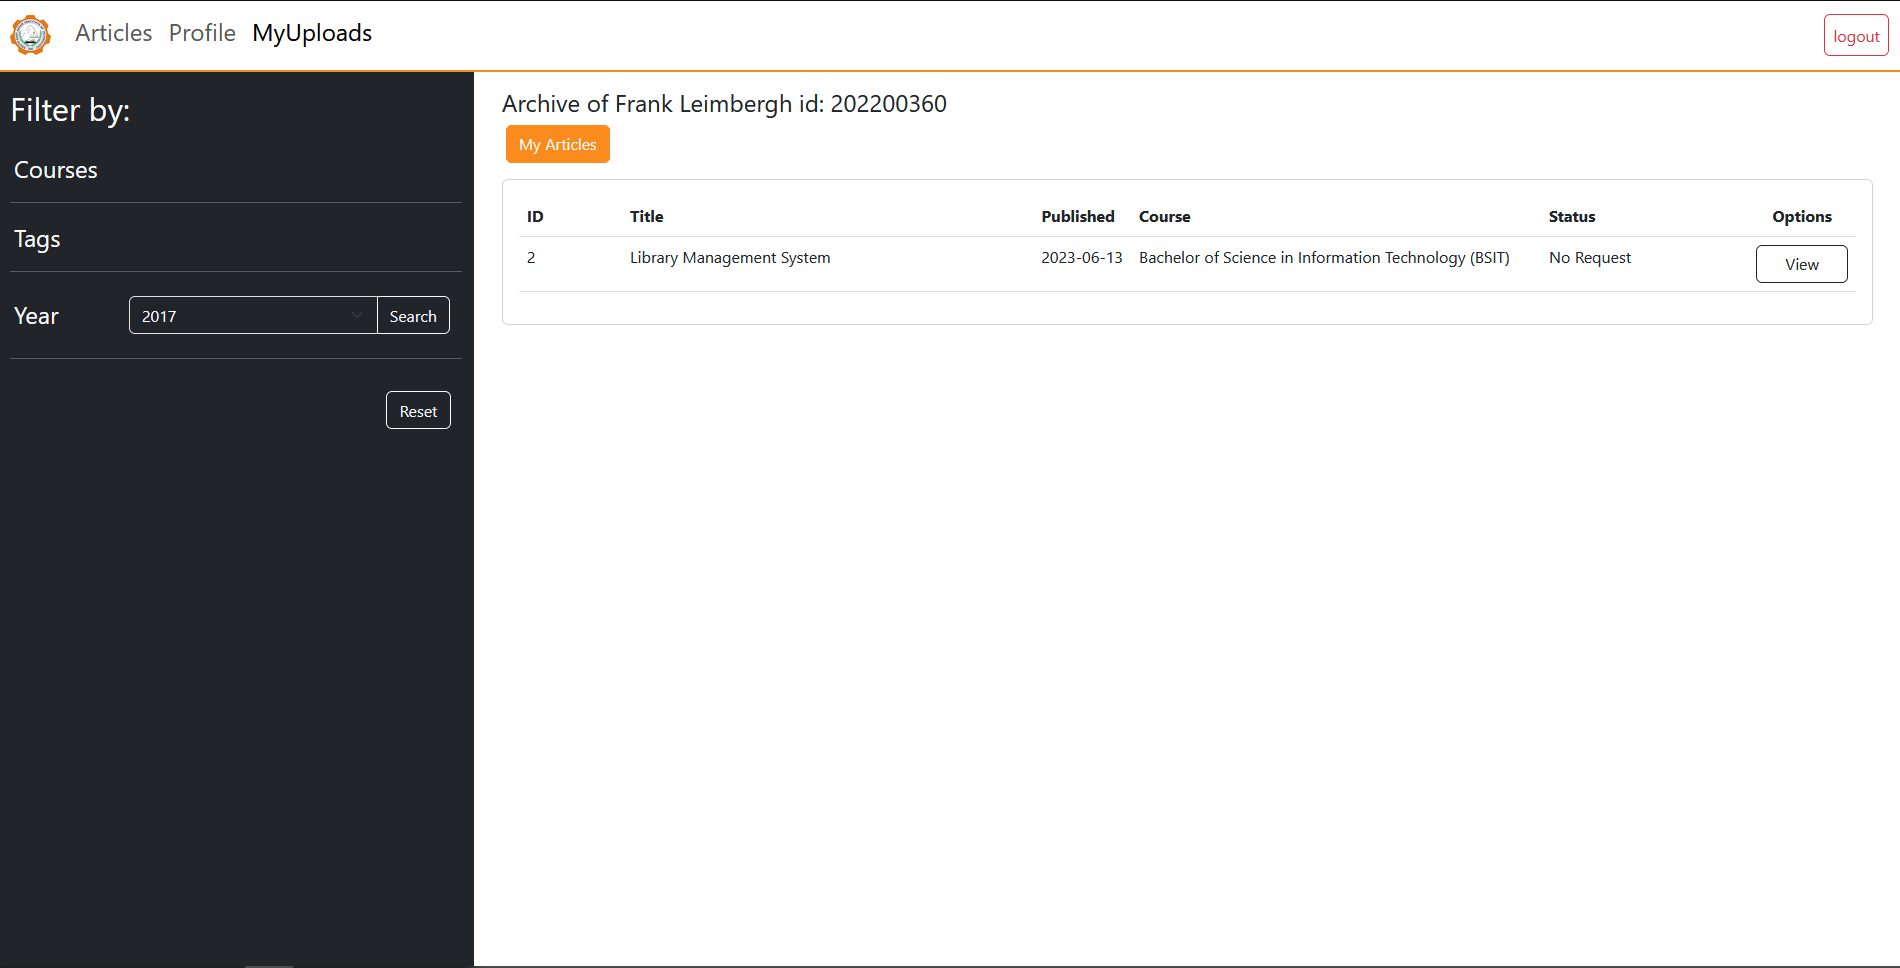 Articles Profile MyUploads logout
Filter by:
Courses
Tags
Year 2017 Search
Reset
Archive of Frank Leimbergh id: 202200360
My Articles
ID Title Published Course Status Options
2 Library Management System 2023-06-13 Bachelor of Science in Information Technology (BSIT) No Request View